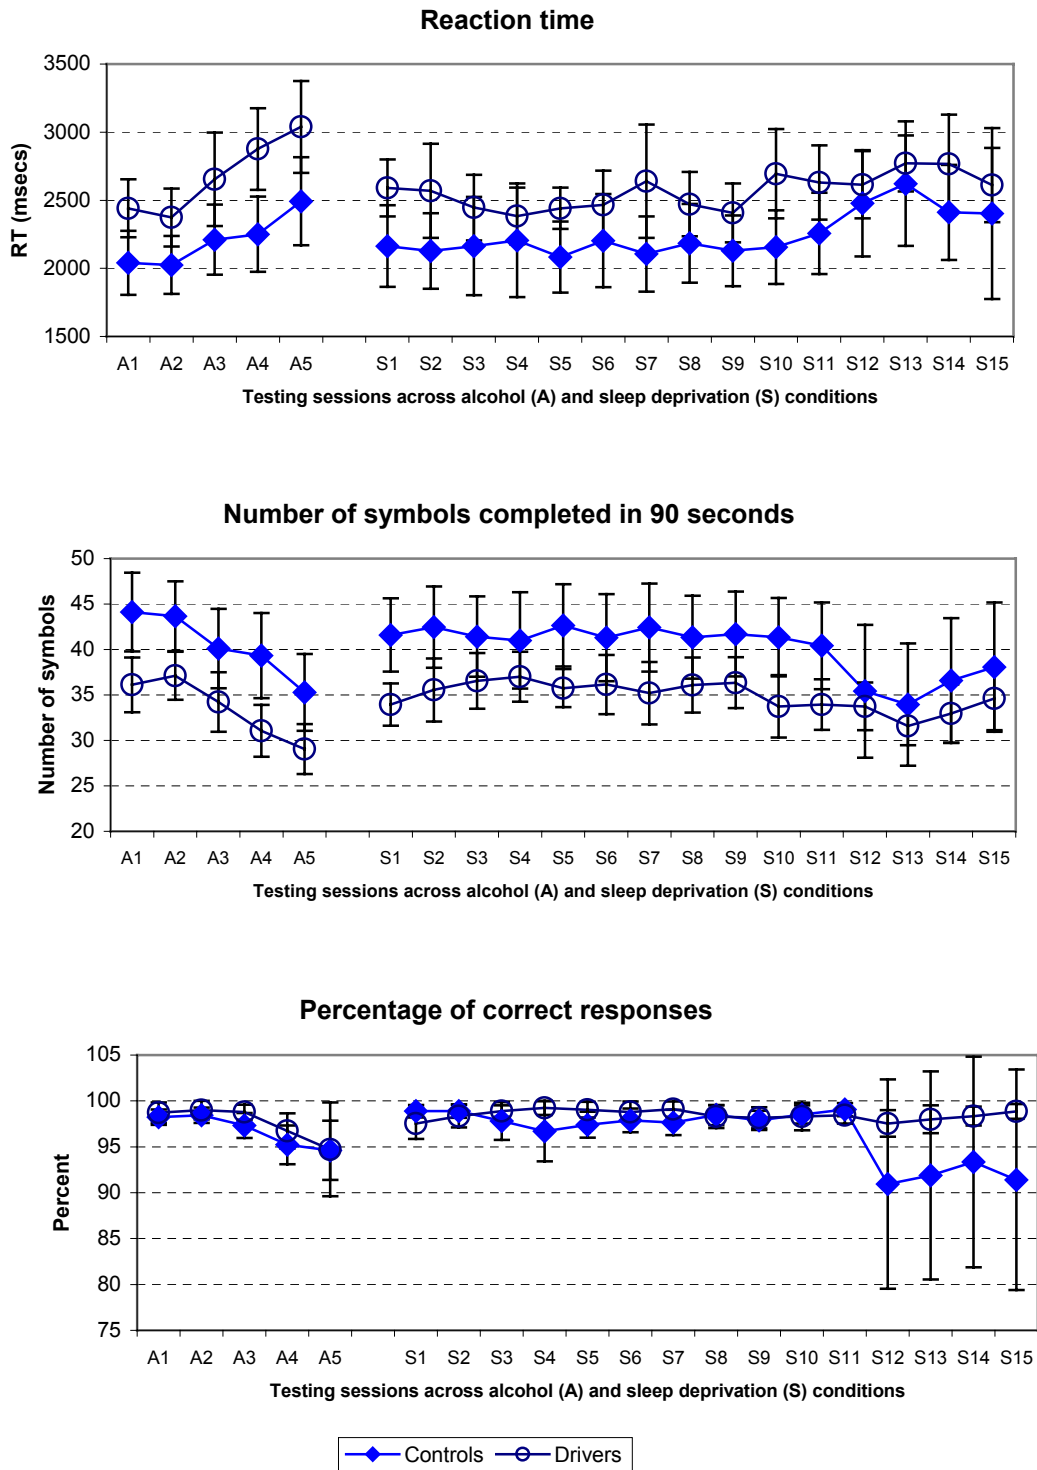 Reaction time
3500
3000
2500
2000
1500
RT (msecs)
A1 A2 A3 A4 A5 S1 S2 S3 S4 S5 S6 S7 S8 S9 S10 S11 S12 S13 S14 S15
Testing sessions across alcohol (A) and sleep deprivation (S) conditions
Number of symbols completed in 90 seconds
50
45
40
35
30
25
20
Number of symbols
A1 A2 A3 A4 A5 S1 S2 S3 S4 S5 S6 S7 S8 S9 S10 S11 S12 S13 S14 S15
Testing sessions across alcohol (A) and sleep deprivation (S) conditions
Percentage of correct responses
105
100
95
90
85
80
75
Percent
A1 A2 A3 A4 A5 S1 S2 S3 S4 S5 S6 S7 S8 S9 S10 S11 S12 S13 S14 S15
Testing sessions across alcohol (A) and sleep deprivation (S) conditions
Controls Drivers